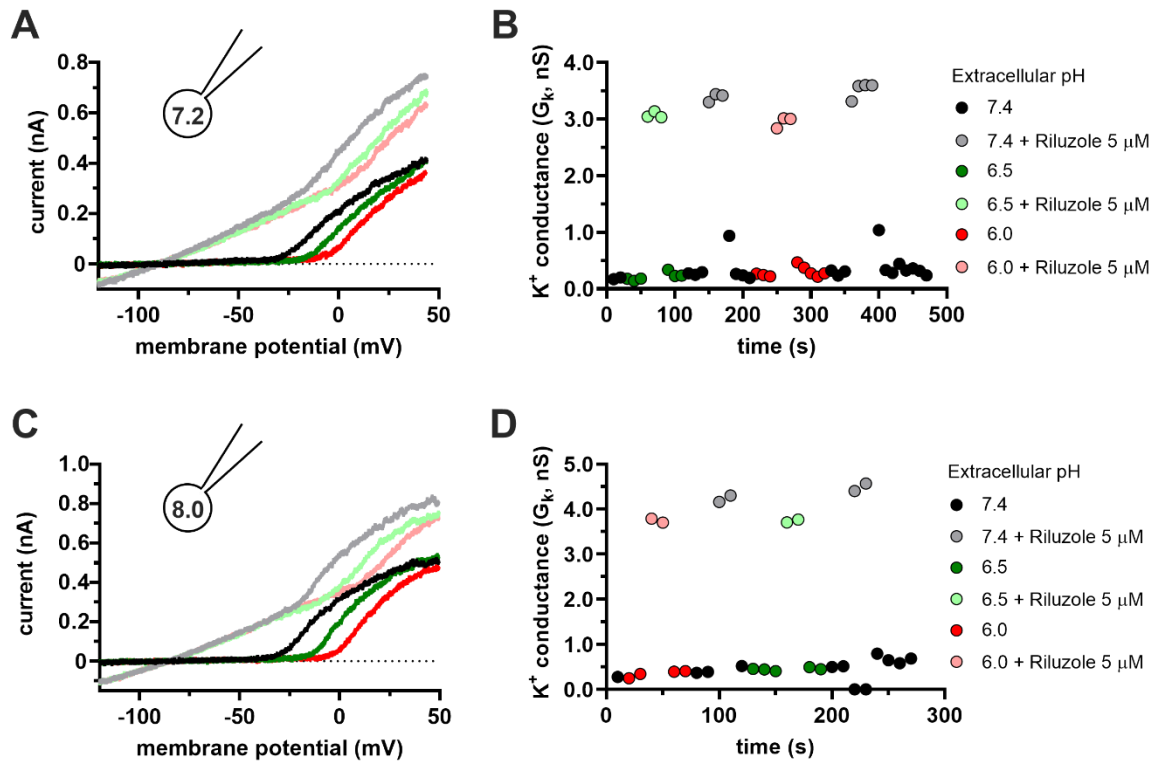 A
7.2
0.8
0.6
0.4
0.2
0
current (nA)
-100
-50
0
50
membrane potential (mV)
B
4.0
3.0
2.0
1.0
0.0
K+ conductance (Gk, nS)
0
100
200
300
400
500
time (s)
Extracellular pH
7.4
7.4 + Riluzole 5 μM
6.5
6.5 + Riluzole 5 μM
6.0
6.0 + Riluzole 5 μM
C
8.0
1.0
0.8
0.6
0.4
0.2
0
current (nA)
-100
-50
0
50
membrane potential (mV)
D
5.0
4.0
3.0
2.0
1.0
0.0
K+ conductance (Gk, nS)
0
100
200
300
time (s)
Extracellular pH
7.4
7.4 + Riluzole 5 μM
6.5
6.5 + Riluzole 5 μM
6.0
6.0 + Riluzole 5 μM